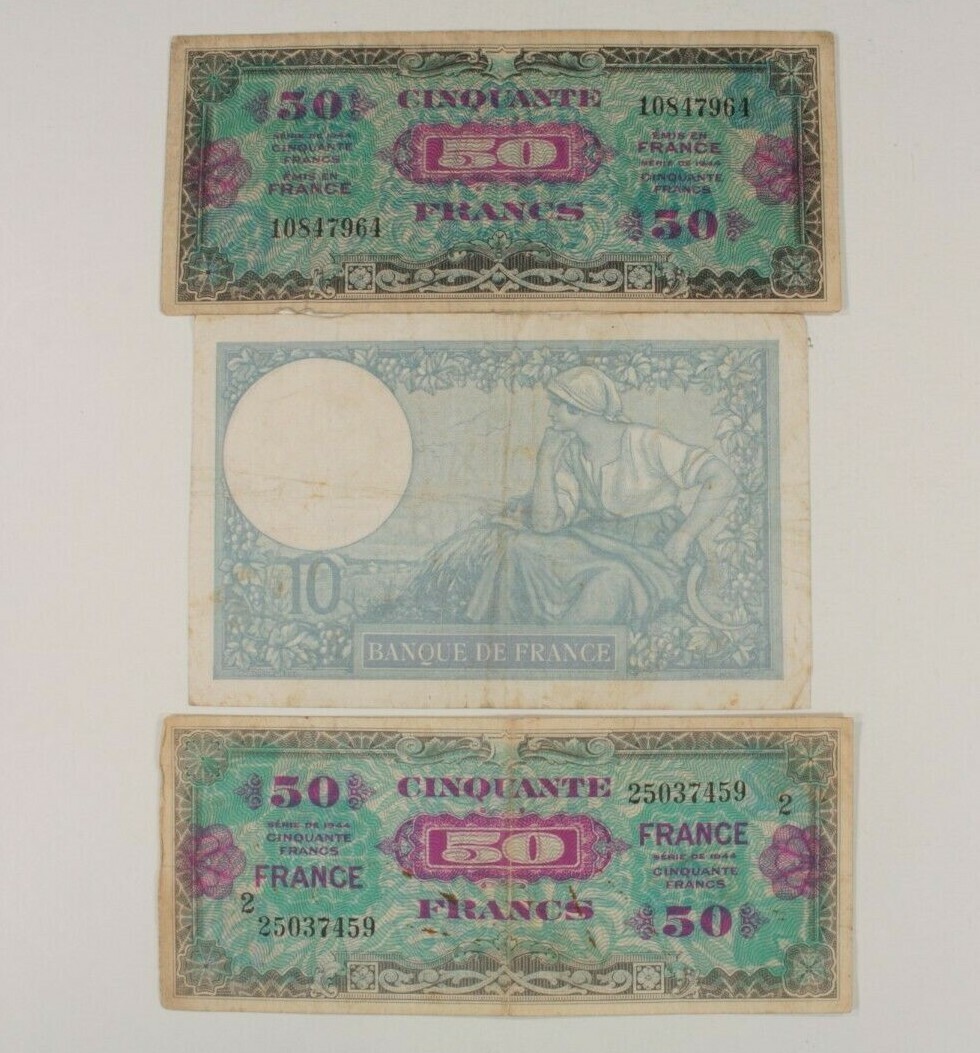 50 CINQUANTE 10847964
SÉRIE DE 1944
CINQUANTE
FRANCS
ÉMIS EN
FRANCE
10847964
50
FRANCS
ÉMIS EN
FRANCE
SÉRIE DE 1944
CINQUANTE
FRANCS
50
10
BANQUE DE FRANCE
50 CINQUANTE 25037459
2
SÉRIE DE 1944
CINQUANTE
FRANCS
FRANCE
2
25037459
50
FRANCS
FRANCE
SÉRIE DE 1944
CINQUANTE
FRANCS
50